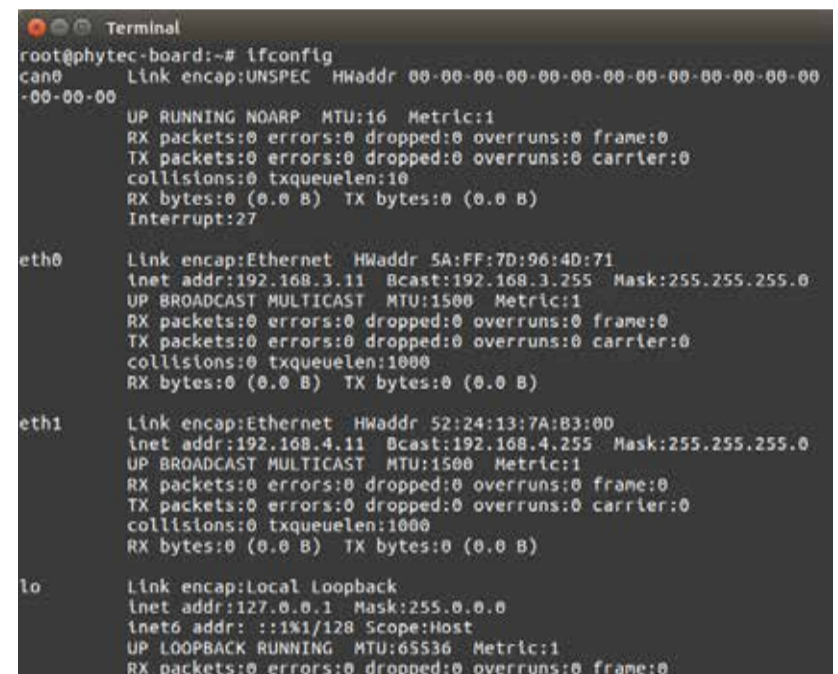 Terminal
root@phytec-board:~# ifconfig
can0 Link encap:UNSPEC HWaddr 00-00-00-00-00-00-00-00-00-00-00-00-00
-00-00-00
UP RUNNING NOARP MTU:16 Metric:1
RX packets:0 errors:0 dropped:0 overruns:0 frame:0
TX packets:0 errors:0 dropped:0 overruns:0 carrier:0
collisions:0 txqueuelen:10
RX bytes:0 (0.0 B) TX bytes:0 (0.0 B)
Interrupt:27
eth0 Link encap:Ethernet HWaddr 5A:FF:7D:96:4D:71
inet addr:192.168.3.11 Bcast:192.168.3.255 Mask:255.255.255.0
UP BROADCAST MULTICAST MTU:1500 Metric:1
RX packets:0 errors:0 dropped:0 overruns:0 frame:0
TX packets:0 errors:0 dropped:0 overruns:0 carrier:0
collisions:0 txqueuelen:1000
RX bytes:0 (0.0 B) TX bytes:0 (0.0 B)
eth1 Link encap:Ethernet HWaddr 52:24:13:7A:B3:0D
inet addr:192.168.4.11 Bcast:192.168.4.255 Mask:255.255.255.0
UP BROADCAST MULTICAST MTU:1500 Metric:1
RX packets:0 errors:0 dropped:0 overruns:0 frame:0
TX packets:0 errors:0 dropped:0 overruns:0 carrier:0
collisions:0 txqueuelen:1000
RX bytes:0 (0.0 B) TX bytes:0 (0.0 B)
lo Link encap:Local Loopback
inet addr:127.0.0.1 Mask:255.0.0.0
inet6 addr: ::1%1/128 Scope:Host
UP LOOPBACK RUNNING MTU:65536 Metric:1
RX packets:0 errors:0 dropped:0 overruns:0 frame:0